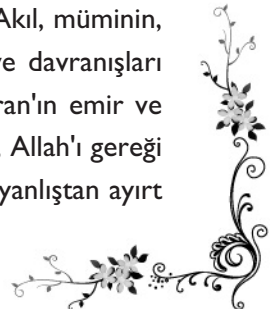 Akıl, müminin,
ve davranışları
ran'ın emir ve
Allah'ı gereği
yanlıştan ayırt